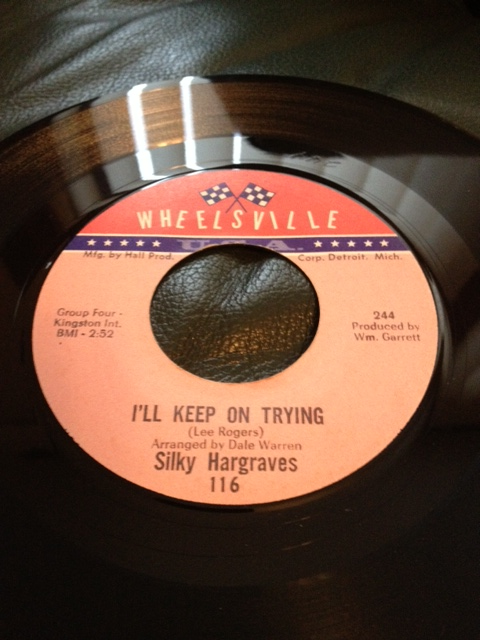 WHEELSVILLE
U.S.A.
Mfg. by Hall Prod. Corp. Detroit. Mich.
Group Four -
Kingston Int.
BMI - 2:52
244
Produced by
Wm. Garrett
I'LL KEEP ON TRYING
(Lee Rogers)
Arranged by Dale Warren
Silky Hargraves
116